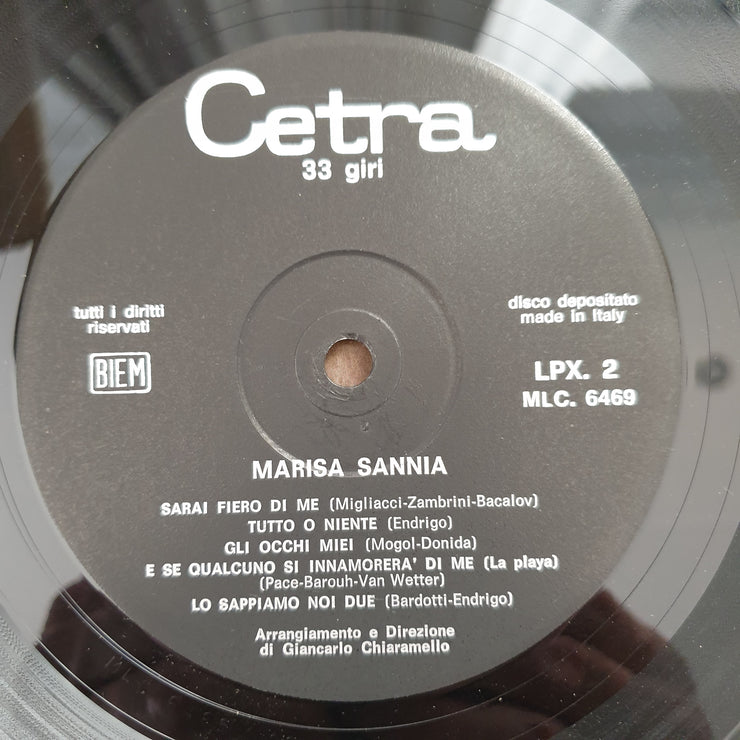 Cetra
33 giri
tutti i diritti
riservati
BIEM
disco depositato
made in Italy
LPX. 2
MLC. 6469
MARISA SANNIA
SARAI FIERO DI ME (Migliacci-Zambrini-Bacalov)
TUTTO O NIENTE (Endrigo)
GLI OCCHI MIEI (Mogol-Donida)
E SE QUALCUNO SI INNAMORERA' DI ME (La playa)
(Pace-Barouh-Van Wetter)
LO SAPPIAMO NOI DUE (Bardotti-Endrigo)
Arrangiamento e Direzione
di Giancarlo Chiaramello